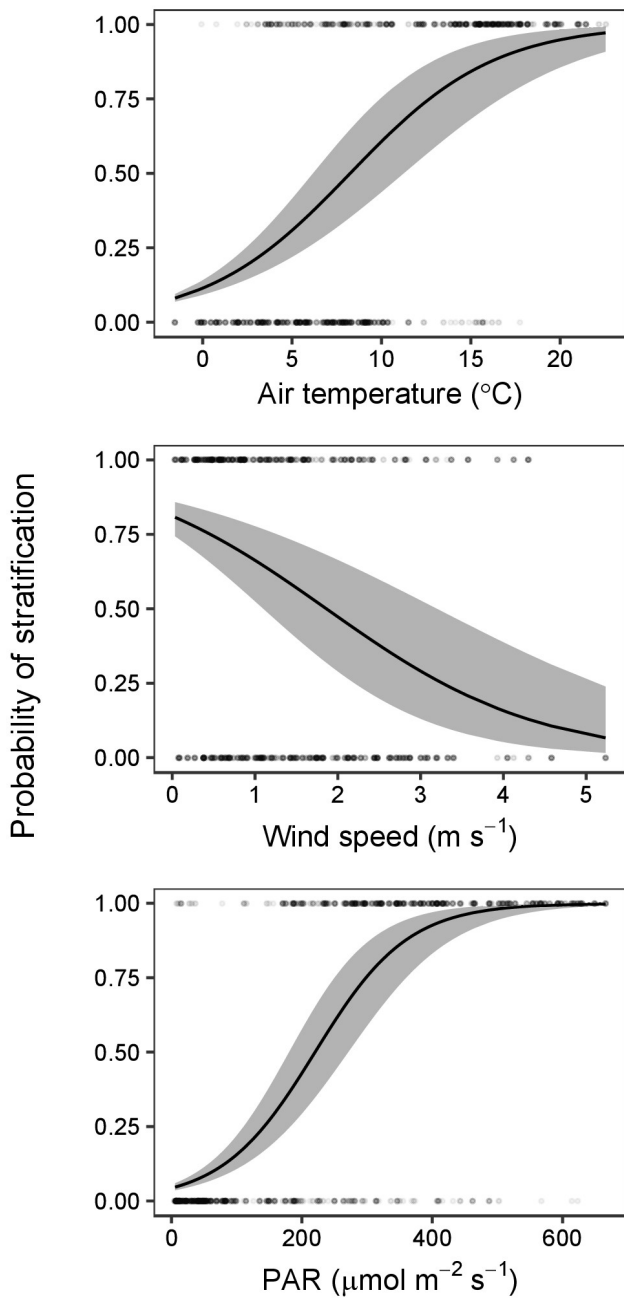 Probability of stratification
1.00
0.75
0.50
0.25
0.00
0 5 10 15 20
Air temperature (°C)
1.00
0.75
0.50
0.25
0.00
0 1 2 3 4 5
Wind speed (m s⁻¹)
1.00
0.75
0.50
0.25
0.00
0 200 400 600
PAR (μmol m⁻² s⁻¹)